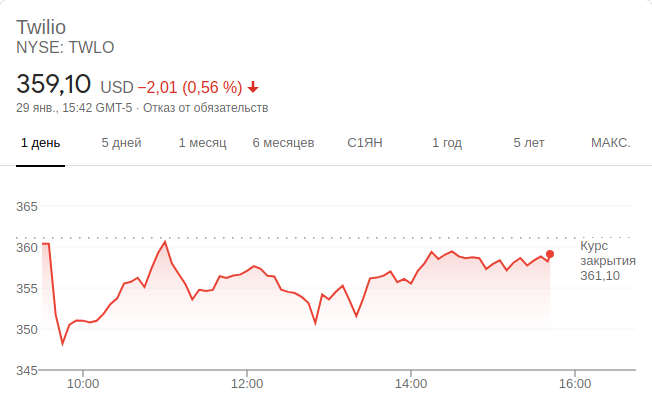 Twilio
NYSE: TWLO
359,10 USD −2,01 (0,56 %)
29 янв., 15:42 GMT-5 · Отказ от обязательств
1 день 5 дней 1 месяц 6 месяцев С1ЯН 1 год 5 лет МАКС.
365
360
355
350
345
Курс
закрытия
361,10
10:00 12:00 14:00 16:00